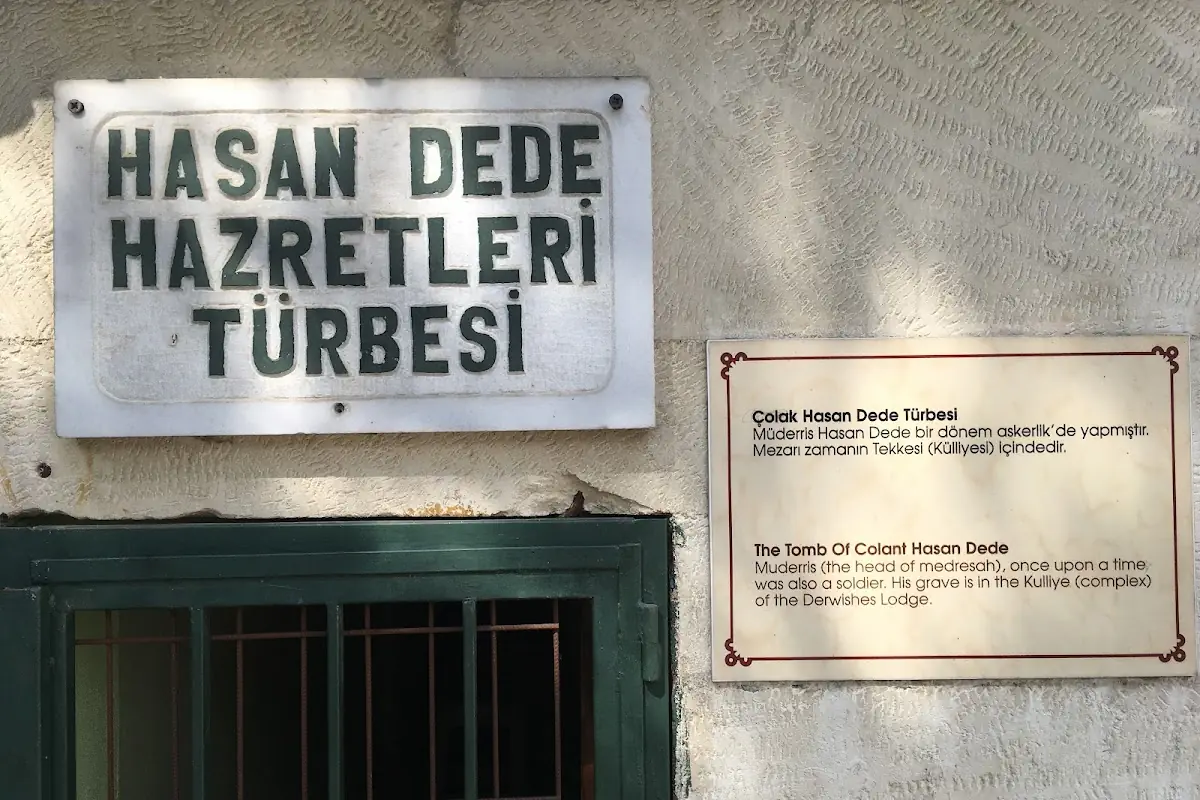 HASAN DEDE
HAZRETLERİ
TÜRBESİ
Çolak Hasan Dede Türbesi
Müderris Hasan Dede bir dönem askerlik'de yapmıştır.
Mezarı zamanın Tekkesi (Külliyesi) İçindedir.
The Tomb Of Colant Hasan Dede
Muderris (the head of medresah), once upon a time,
was also a soldier. His grave is in the Kulliye (complex)
of the Derwishes Lodge.